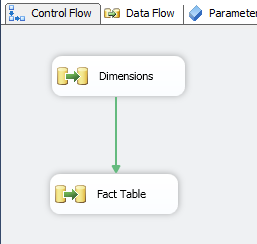 Control Flow Data Flow Parameter
Dimensions
Fact Table